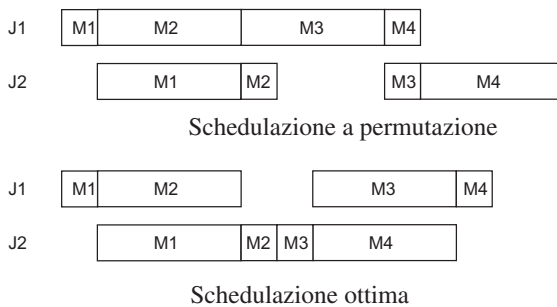 J1 M1 M2 M3 M4
J2 M1 M2 M3 M4
Schedulazione a permutazione
J1 M1 M2 M3 M4
J2 M1 M2 M3 M4
Schedulazione ottima